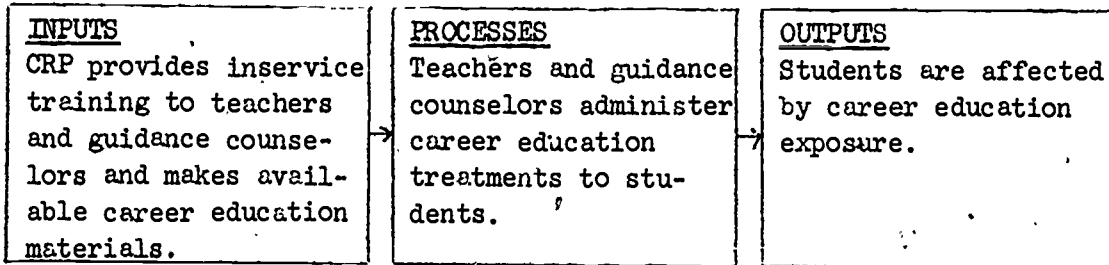 INPUTS
CRP provides inservice
training to teachers
and guidance counse-
lors and makes avail-
able career education
materials.
PROCESSES
Teachers and guidance
counselors administer
career education
treatments to stu-
dents.
OUTPUTS
Students are affected
by career education
exposure.